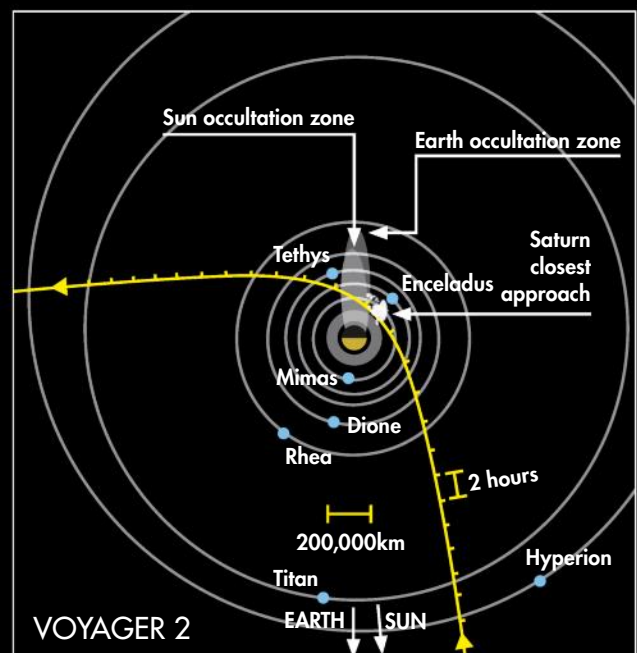 Sun occultation zone
Earth occultation zone
Saturn
closest
approach
Tethys
Enceladus
Mimas
Dione
Rhea
2 hours
200,000km
Hyperion
Titan
EARTH
SUN
VOYAGER 2